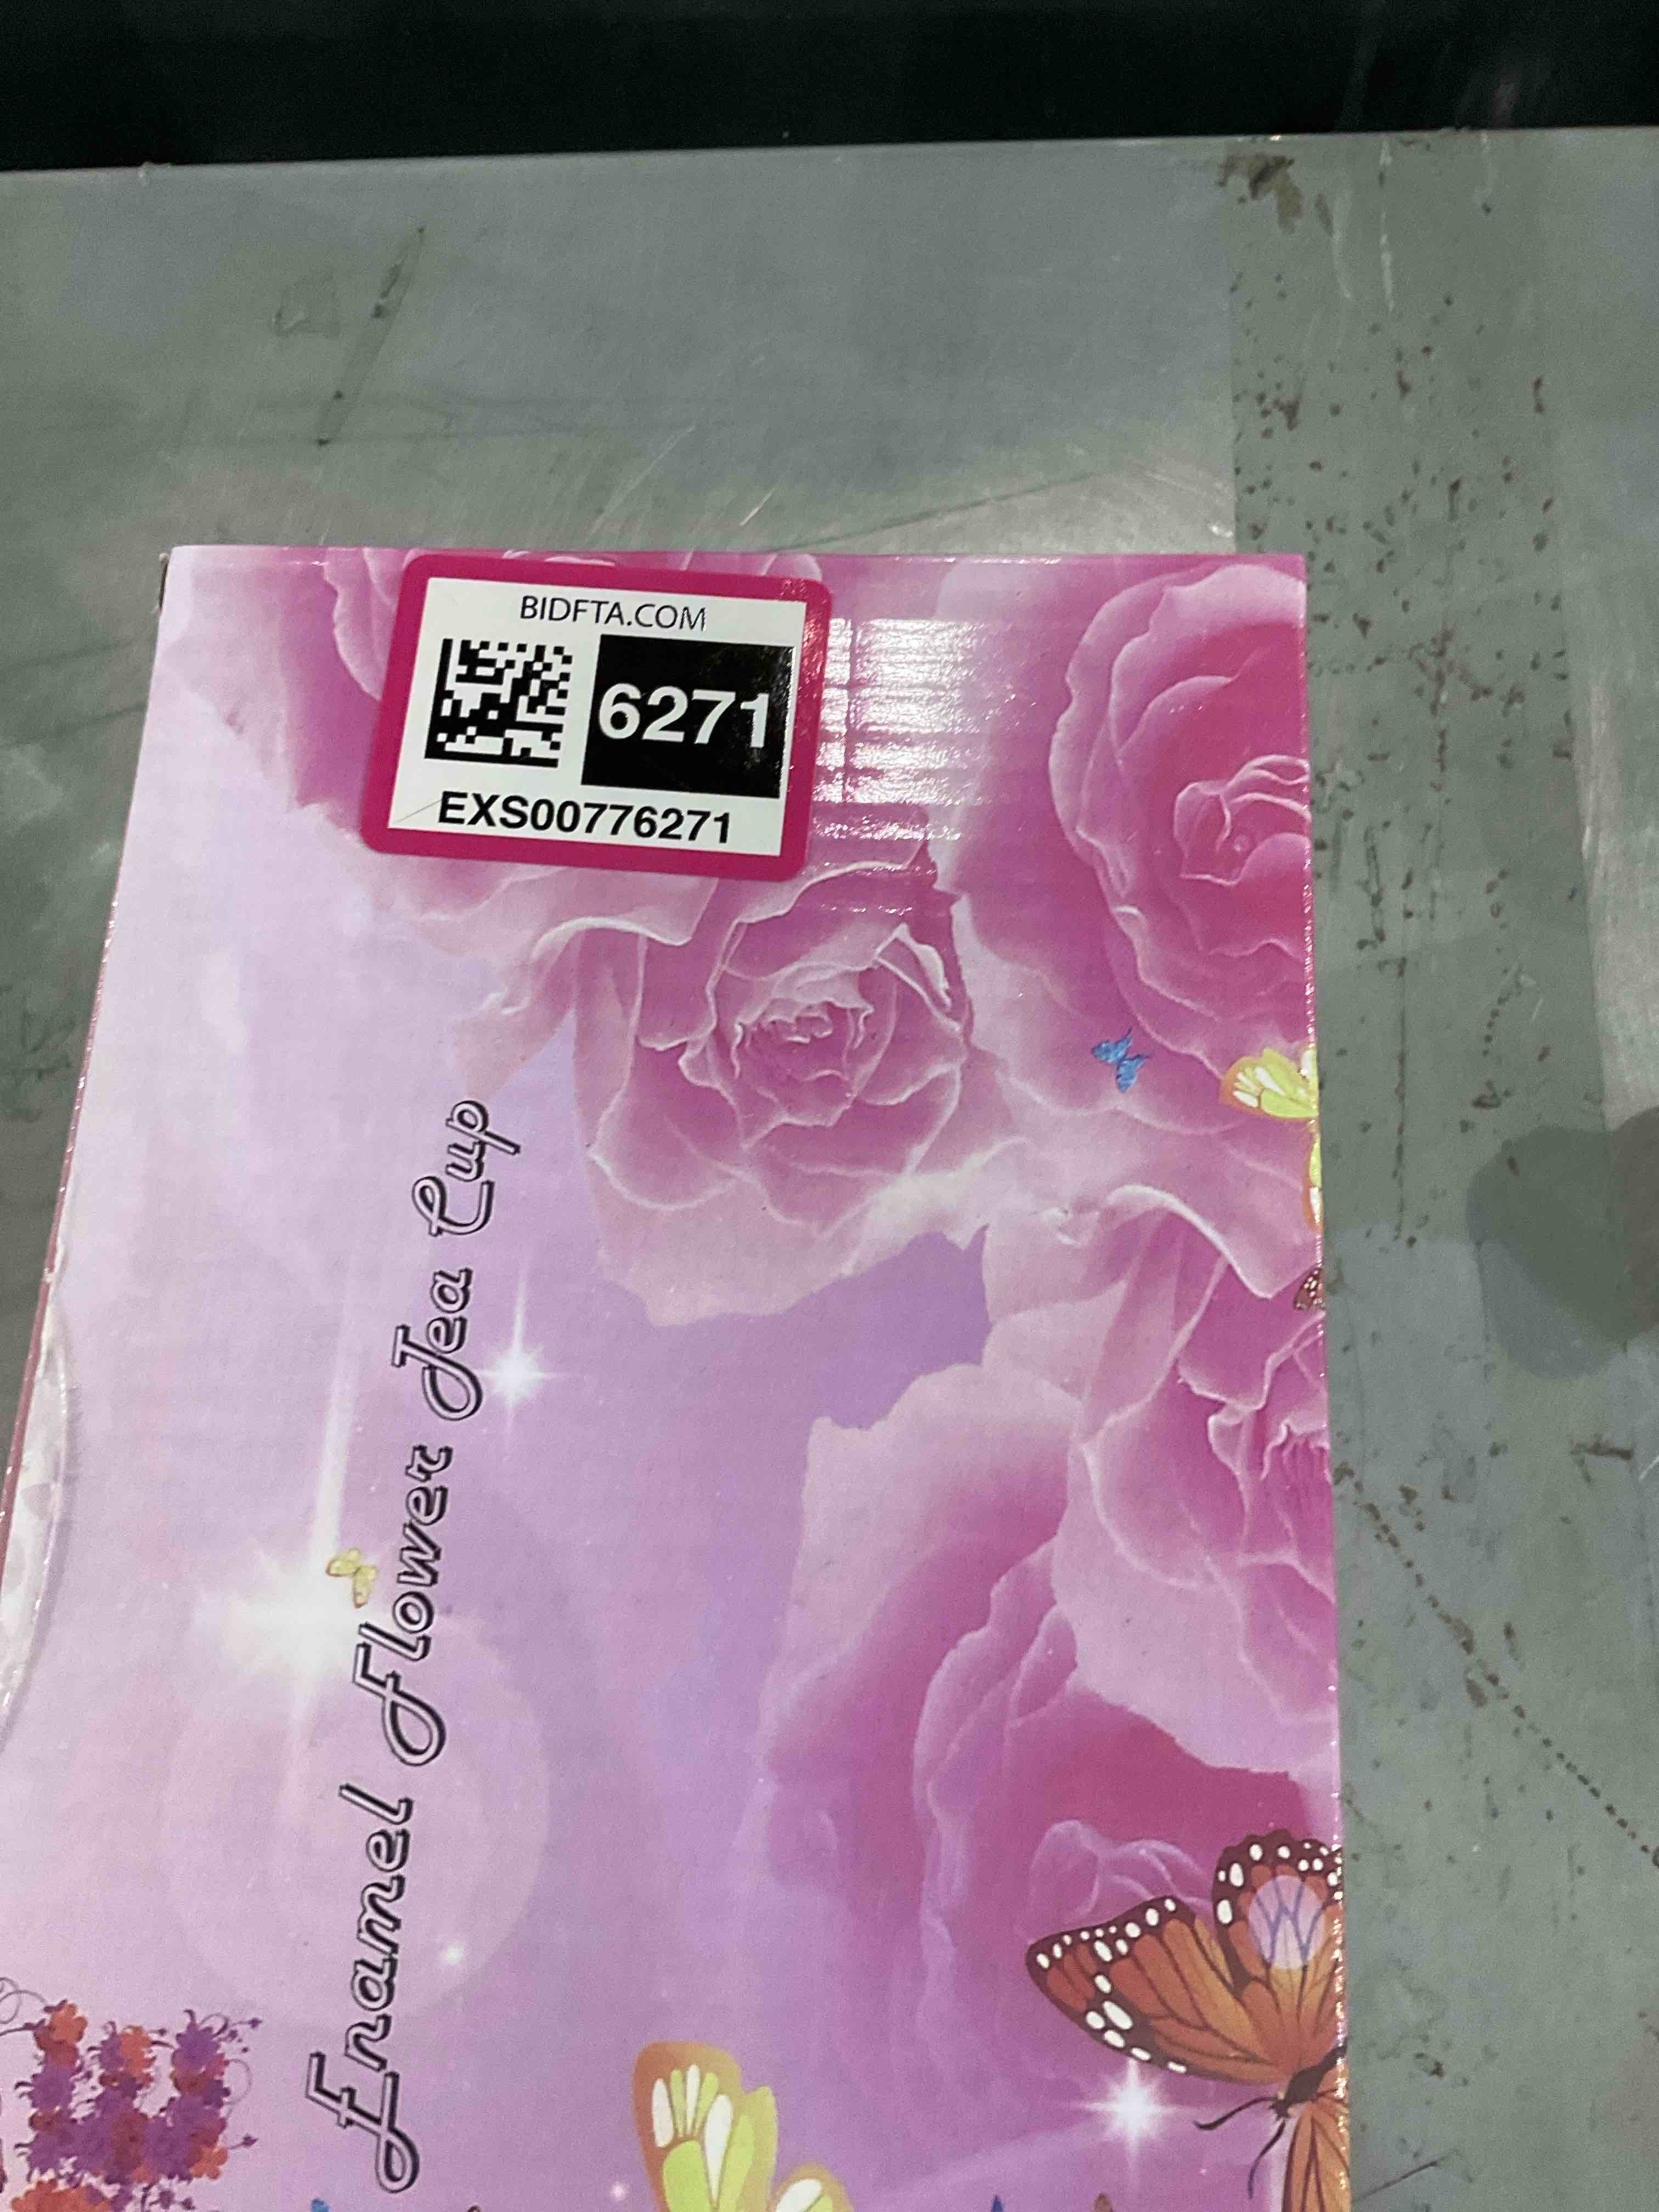 BIDFTA.COM
6271
EXS00776271
Enamel Flower Tea Cup